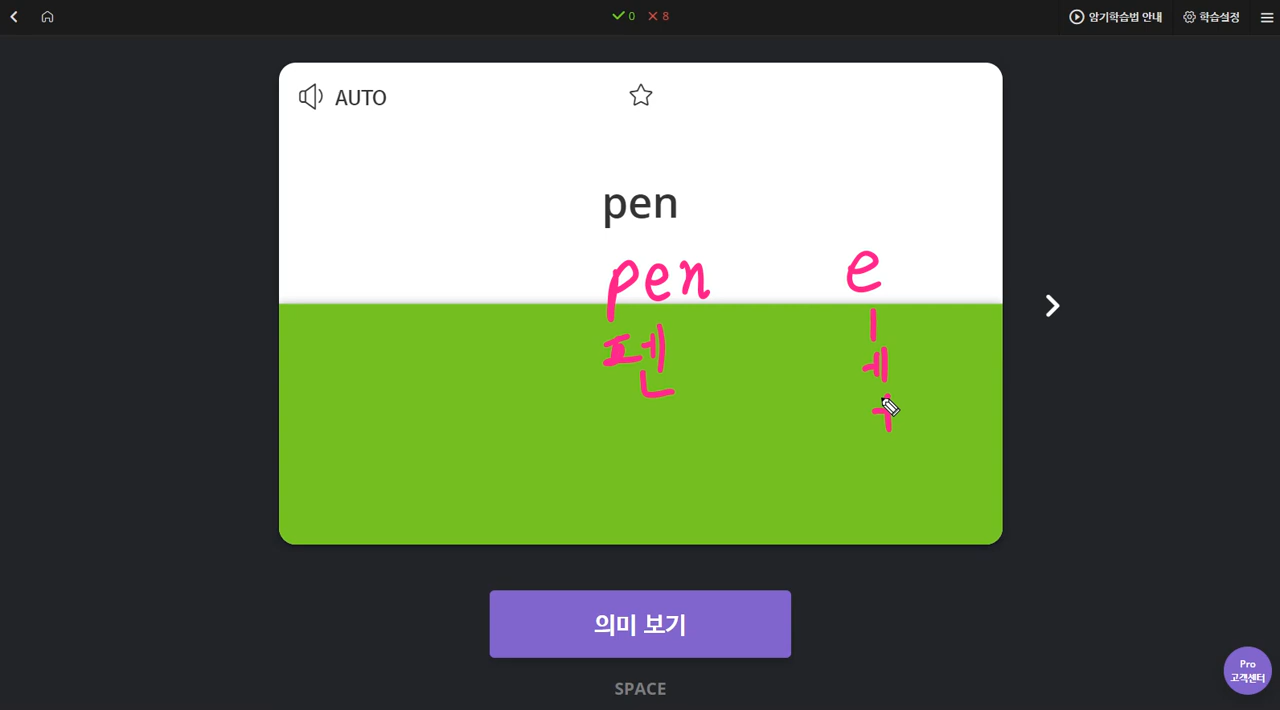 0 8 암기학습법 안내 학습설정
AUTO
pen
pen
펜
e
ㅣ
ㅔ
ㅓ
의미 보기
SPACE
Pro
고객센터